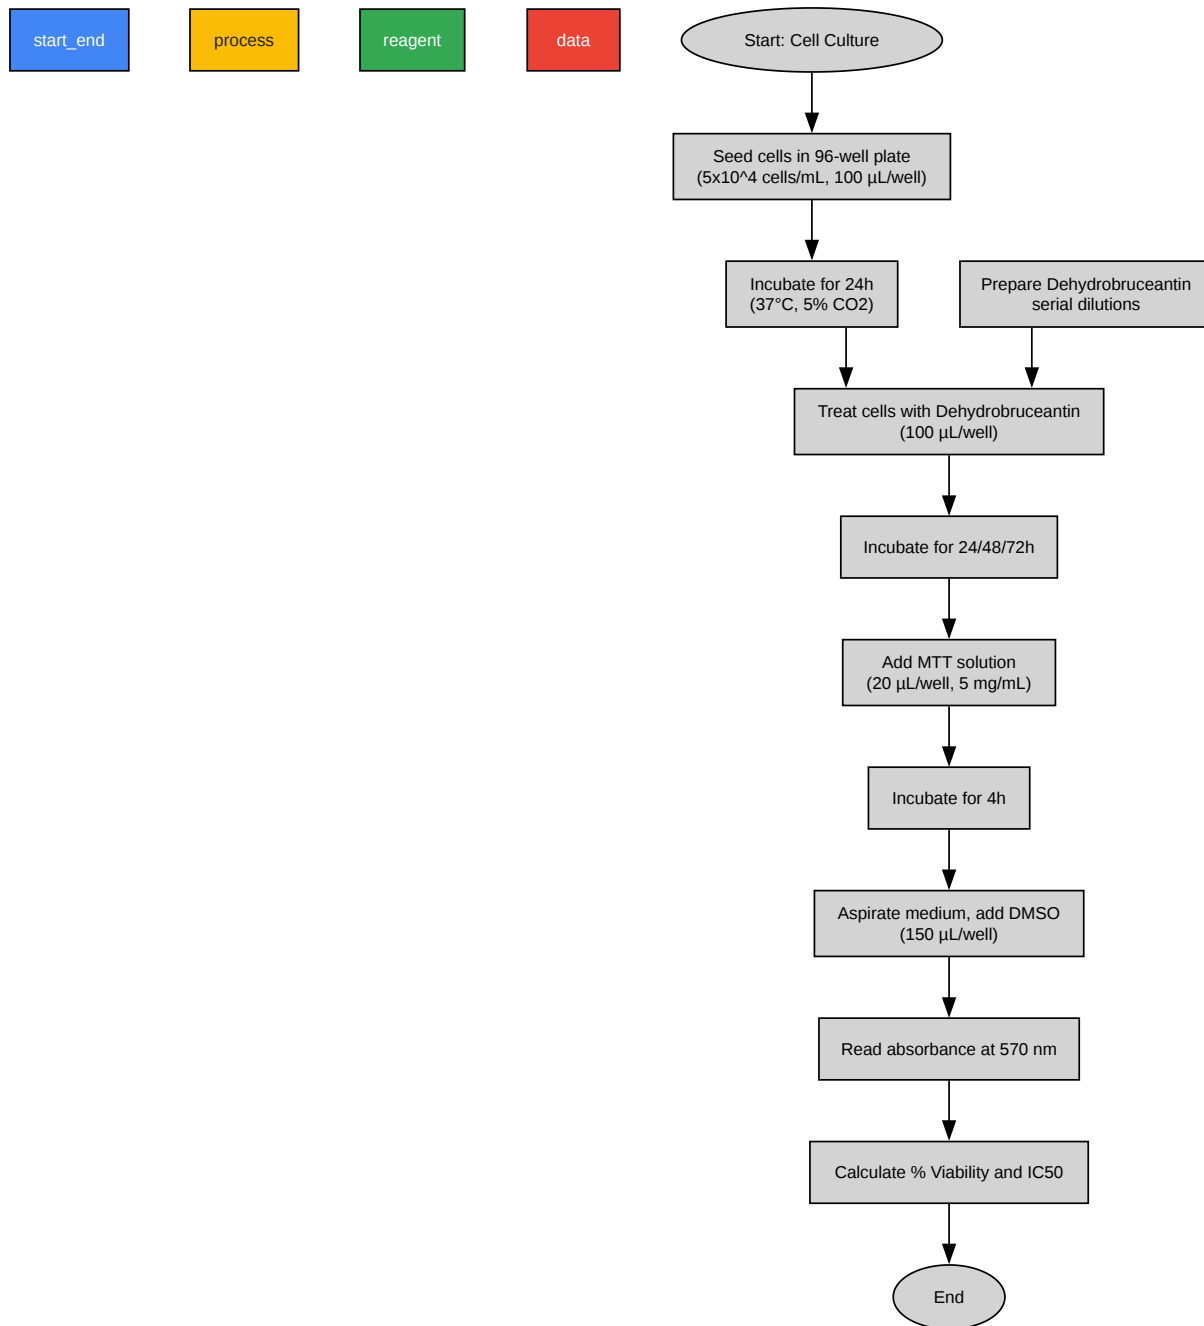 start_end
process
reagent
data
Start: Cell Culture
Seed cells in 96-well plate
(5x10^4 cells/mL, 100 µL/well)
Incubate for 24h
(37°C, 5% CO2)
Prepare Dehydrobruceantin
serial dilutions
Treat cells with Dehydrobruceantin
(100 µL/well)
Incubate for 24/48/72h
Add MTT solution
(20 µL/well, 5 mg/mL)
Incubate for 4h
Aspirate medium, add DMSO
(150 µL/well)
Read absorbance at 570 nm
Calculate % Viability and IC50
End